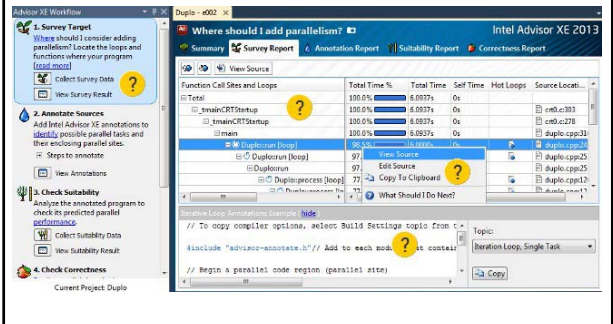 Advisor XE Workflow
1. Survey Target
Where should I consider adding
parallelism? Locate the loops and
functions where your program
[read more]
Collect Survey Data
?
View Survey Result
2. Annotate Sources
Add Intel Advisor XE annotations to
identify possible parallel tasks and
their enclosing parallel sites.
Steps to annotate
View Annotations
3. Check Suitability
Analyze the annotated program to
check its predicted parallel
performance.
Collect Suitability Data
View Suitability Result
4. Check Correctness
Current Project: Duplo
Duplo - e002
Where should I add parallelism?
Intel Advisor XE 2013
Summary Survey Report Annotation Report Suitability Report Correctness Report
View Source
Function Call Sites and Loops Total Time % Total Time Self Time Hot Loops Source Locati...
Total 100.0% 6.0937s 0s
_tmainCRTStartup 100.0% 6.0937s 0s crt0.c:303
?
_tmainCRTStartup 100.0% 6.0937s 0s crt0.c:278
main 100.0% 6.0937s 0s duplo.cpp:31
Duplo::run [loop] 98.5% 6.0000s 0s duplo.cpp:24
Duplo::run [loop] 97. duplo.cpp:25
Duplo::run 97. duplo.cpp:25
Duplo::process [loop] 77. duplo.cpp:12
Duplo::process 77.
View Source
Edit Source
Copy To Clipboard
?
What Should I Do Next?
Iterative Loop Annotations Example | hide
// To copy compiler options, select Build Settings topic from t
#include "advisor-annotate.h"// Add to each modu
contain
?
// Begin a parallel code region (parallel site)
Topic:
Iteration Loop, Single Task
Copy